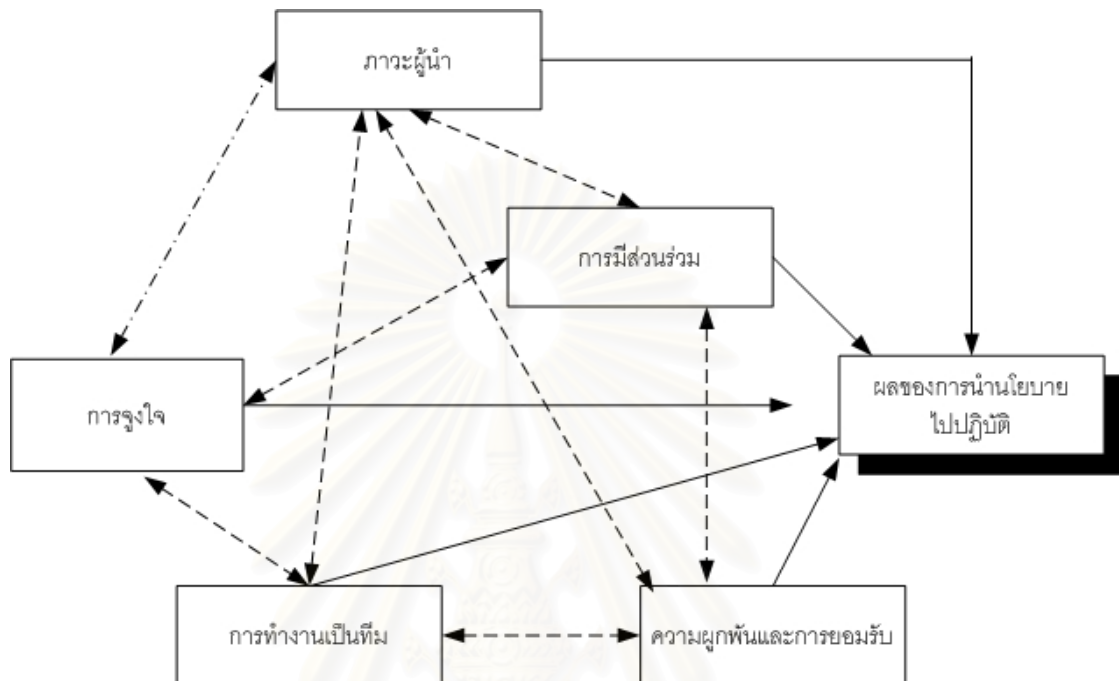 ภาวะผู้นำ
การมีส่วนร่วม
การจูงใจ
ผลของการนำนโยบาย
ไปปฏิบัติ
การทำงานเป็นทีม
ความผูกพันและการยอมรับ